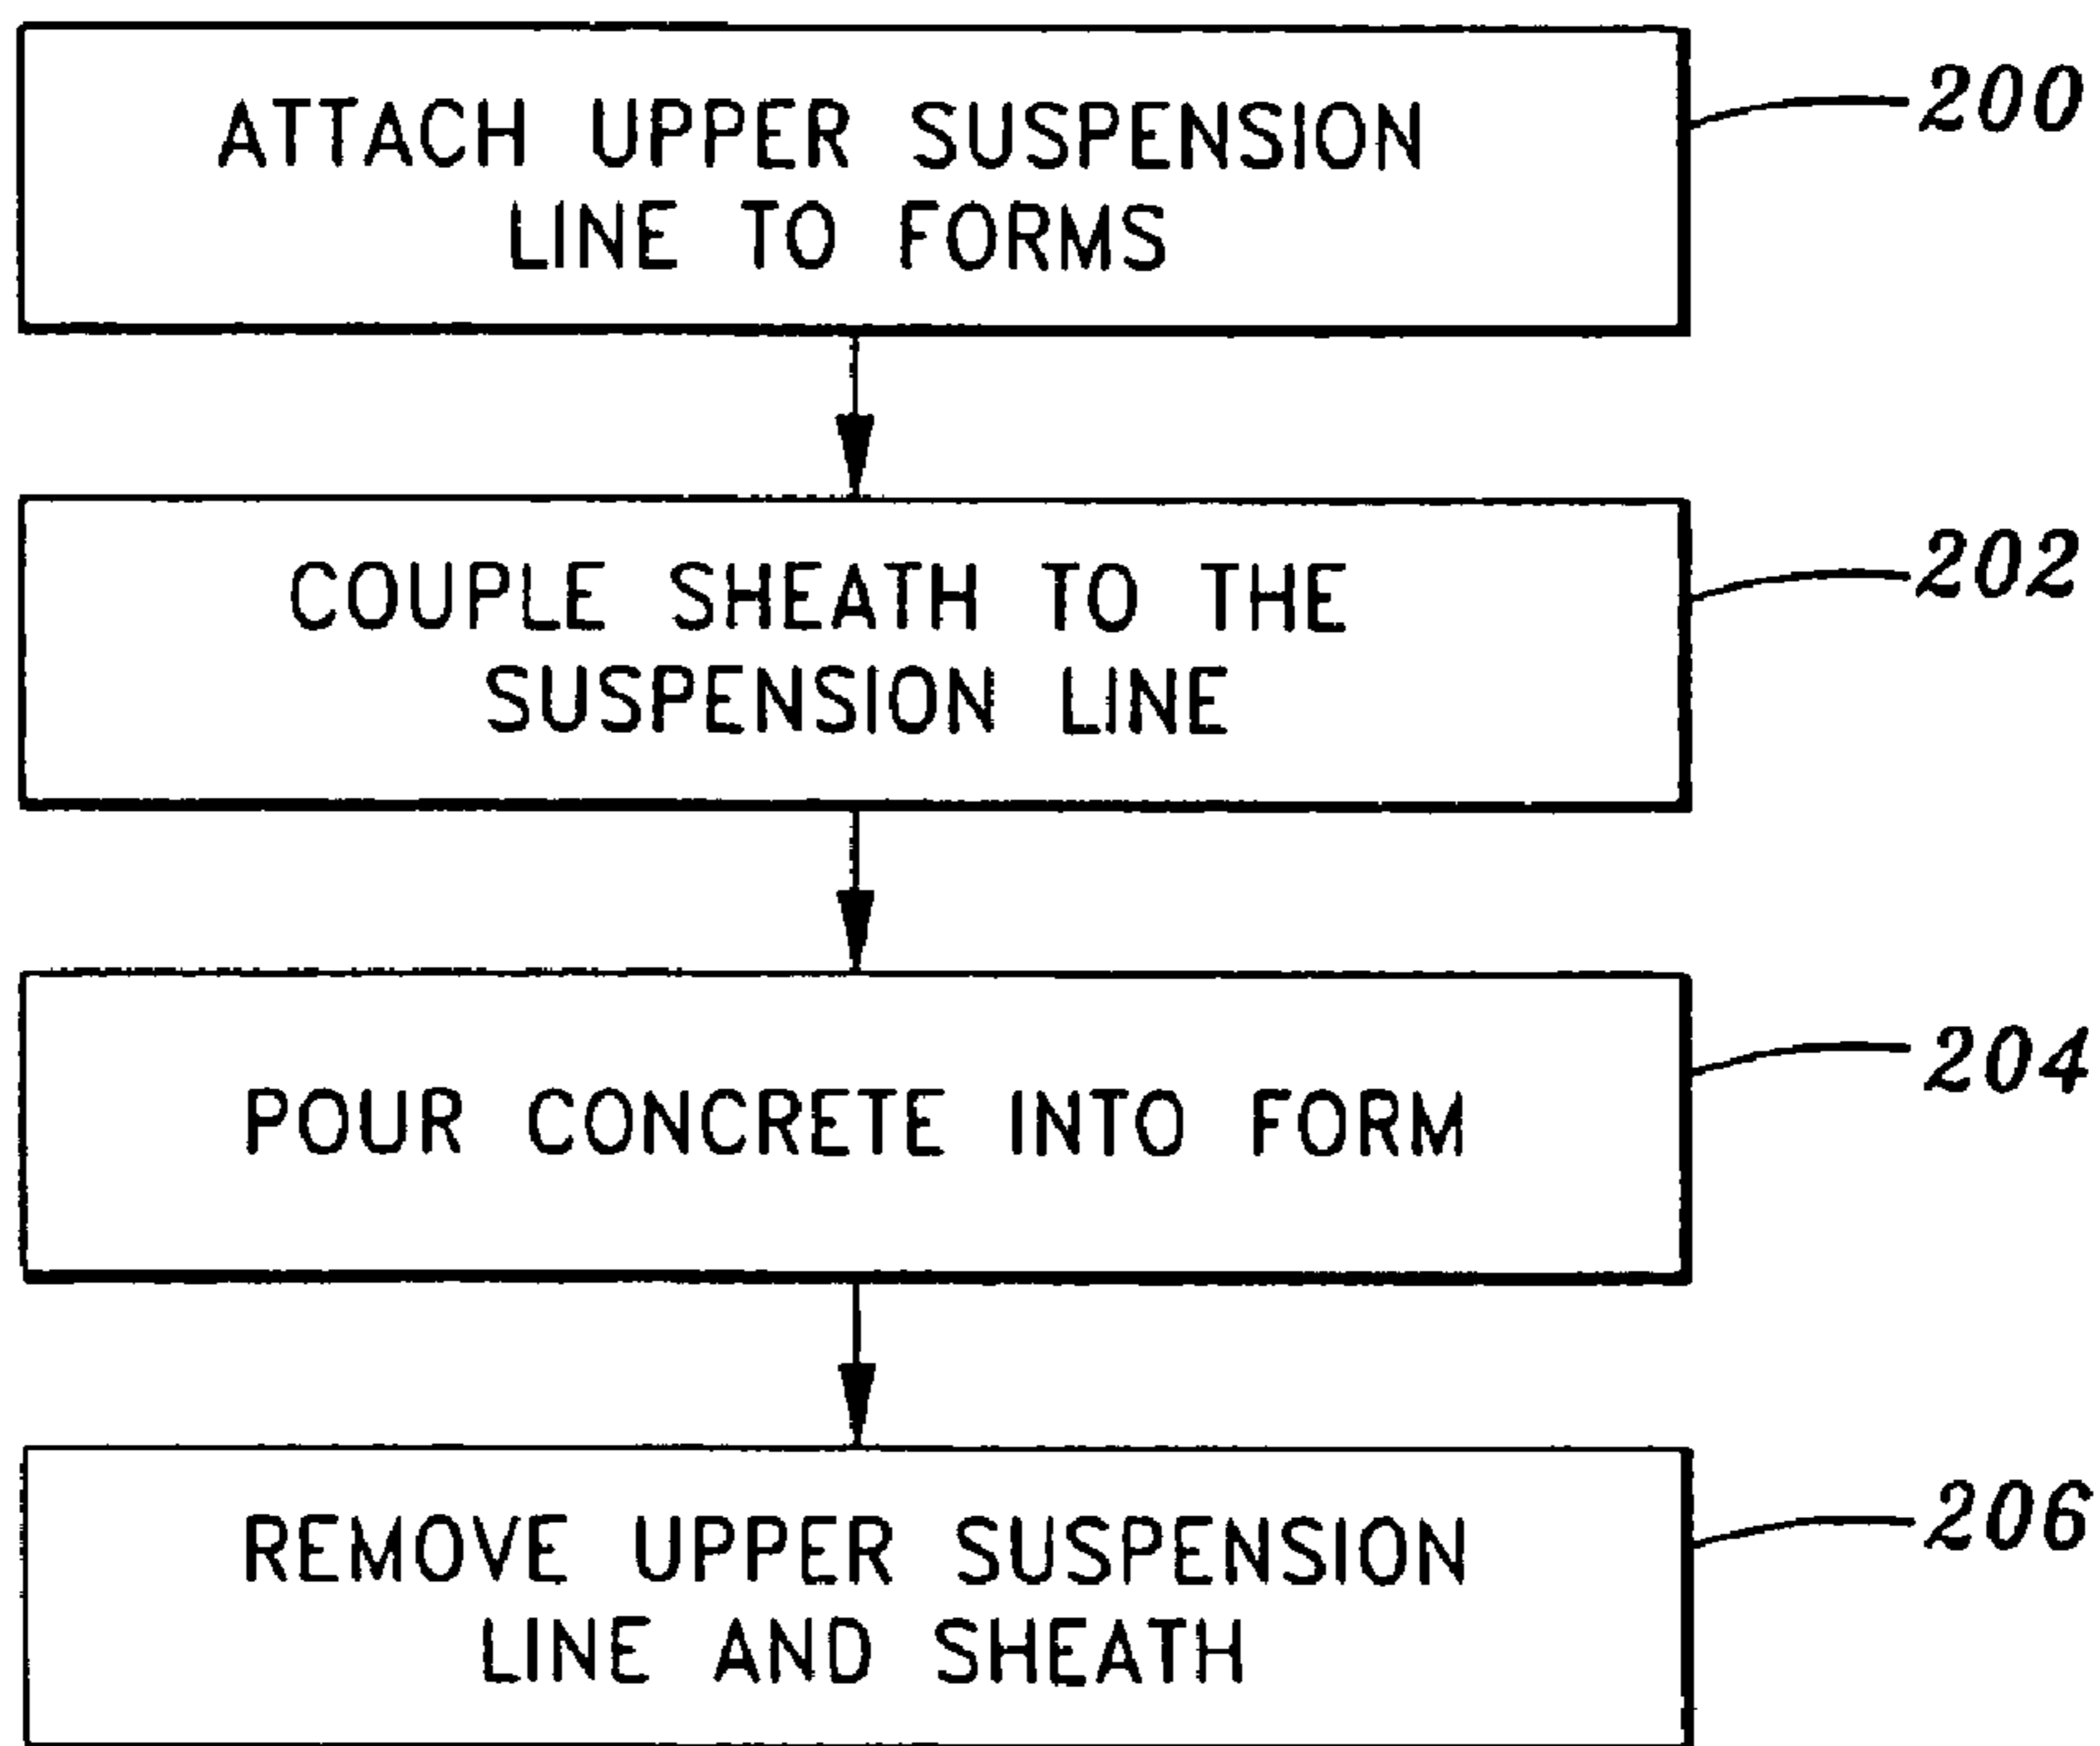 ATTACH UPPER SUSPENSION
LINE TO FORMS
200
COUPLE SHEATH TO THE
SUSPENSION LINE
202
POUR CONCRETE INTO FORM
204
REMOVE UPPER SUSPENSION
LINE AND SHEATH
206